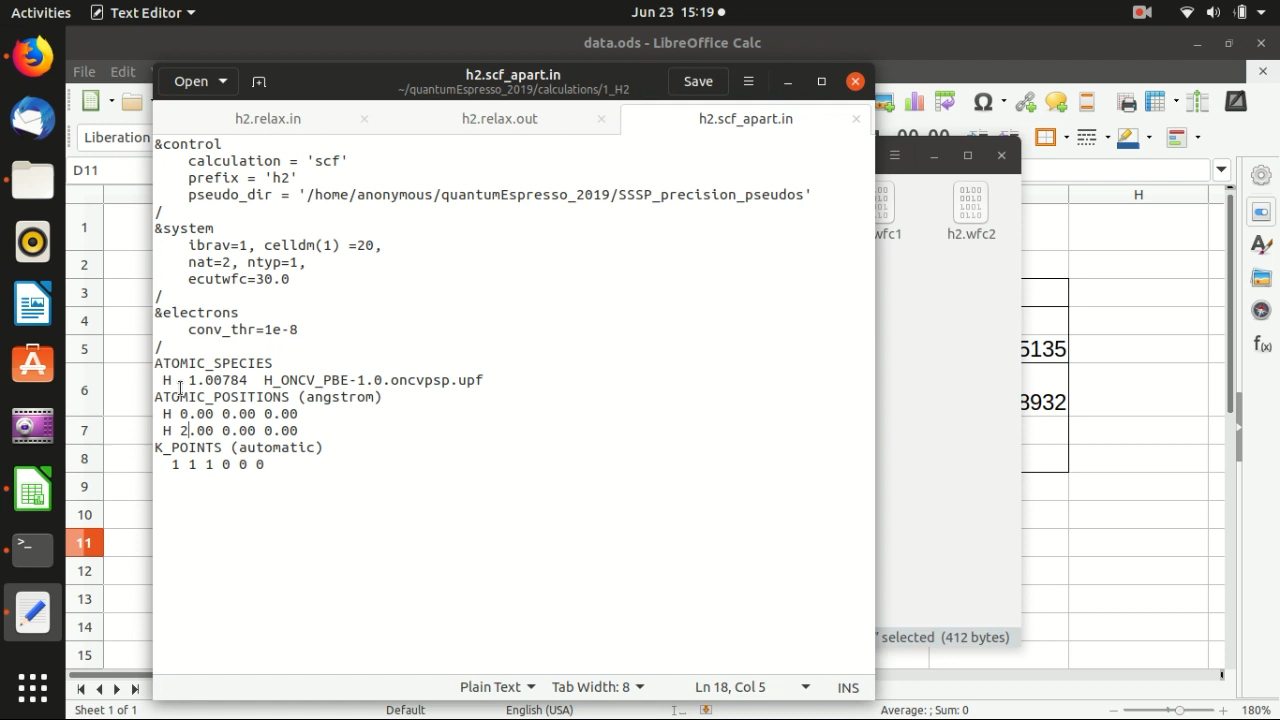 Activities
Text Editor
Jun 23 15:19
data.ods - LibreOffice Calc
File Edit
Open
h2.scf_apart.in
~/quantumEspresso_2019/calculations/1_H2
Save
h2.relax.in
h2.relax.out
h2.scf_apart.in
Liberation
D11
&control
calculation = 'scf'
prefix = 'h2'
pseudo_dir = '/home/anonymous/quantumEspresso_2019/SSSP_precision_pseudos'
/
&system
ibrav=1, celldm(1) =20,
nat=2, ntyp=1,
ecutwfc=30.0
/
&electrons
conv_thr=1e-8
/
ATOMIC_SPECIES
H 1.00784 H_ONCV_PBE-1.0.oncvpsp.upf
ATOMIC_POSITIONS (angstrom)
H 0.00 0.00 0.00
H 2.00 0.00 0.00
K_POINTS (automatic)
1 1 1 0 0 0
wfc1
h2.wfc2
H
1
2
3
4
5
6
7
8
9
10
11
12
13
14
15
5135
8932
selected (412 bytes)
Plain Text
Tab Width: 8
Ln 18, Col 5
INS
Sheet 1 of 1
Default
English (USA)
Average: ; Sum: 0
180%